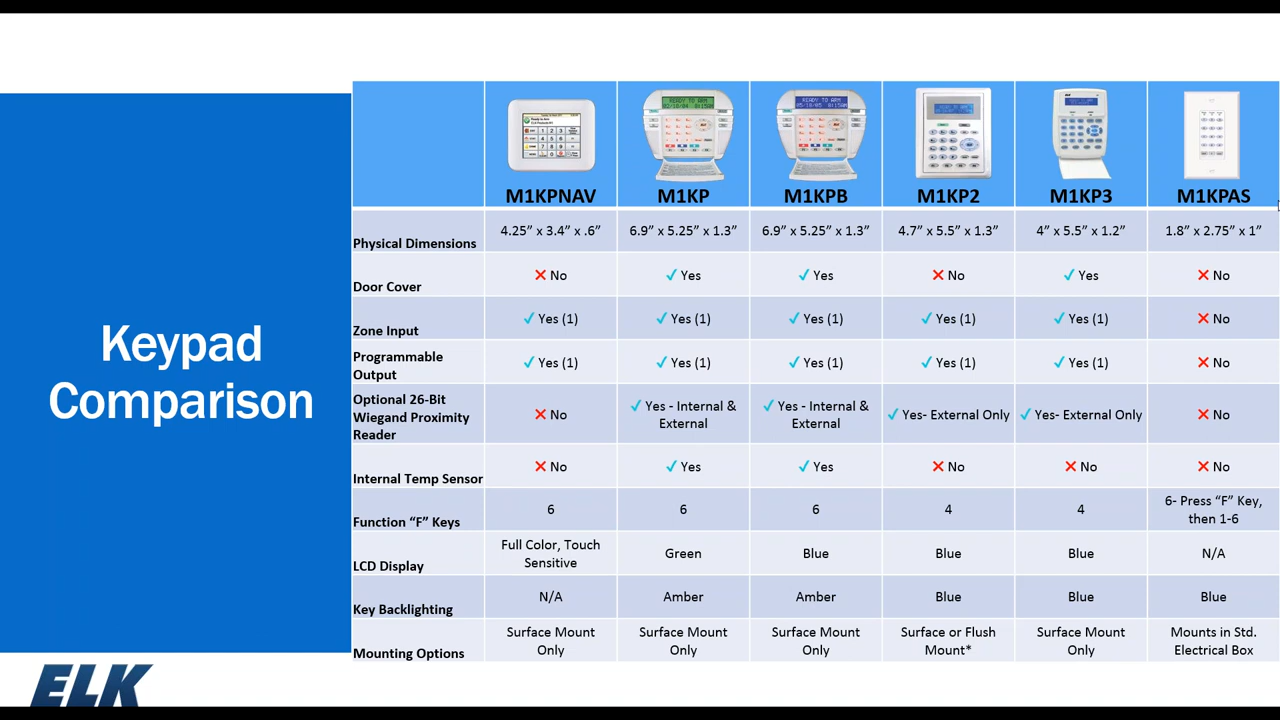 Keypad
Comparison
M1KPNAV M1KP M1KPB M1KP2 M1KP3 M1KPAS
Physical Dimensions 4.25” x 3.4” x .6” 6.9” x 5.25” x 1.3” 6.9” x 5.25” x 1.3” 4.7” x 5.5” x 1.3” 4” x 5.5” x 1.2” 1.8” x 2.75” x 1”
Door Cover ✕ No ✓ Yes ✓ Yes ✕ No ✓ Yes ✕ No
Zone Input ✓ Yes (1) ✓ Yes (1) ✓ Yes (1) ✓ Yes (1) ✓ Yes (1) ✕ No
Programmable
Output ✓ Yes (1) ✓ Yes (1) ✓ Yes (1) ✓ Yes (1) ✓ Yes (1) ✕ No
Optional 26-Bit
Wiegand Proximity
Reader
✕ No
✓ Yes - Internal &
External
✓ Yes - Internal &
External
✓ Yes- External Only
✓ Yes- External Only
✕ No
Internal Temp Sensor ✕ No ✓ Yes ✓ Yes ✕ No ✕ No ✕ No
Function “F” Keys 6 6 6 4 4
6- Press “F” Key,
then 1-6
LCD Display
Full Color, Touch
Sensitive
Green Blue Blue Blue N/A
Key Backlighting N/A Amber Amber Blue Blue Blue
Mounting Options
Surface Mount
Only
Surface Mount
Only
Surface Mount
Only
Surface or Flush
Mount*
Surface Mount
Only
Mounts in Std.
Electrical Box
ELK